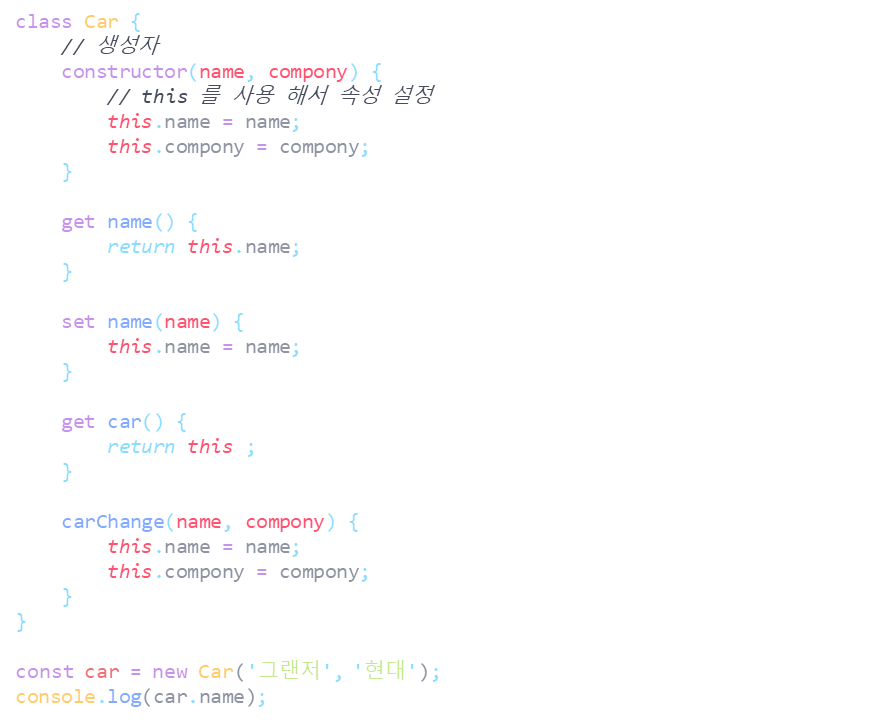 class Car {
    // 생성자
    constructor(name, compony) {
        // this 를 사용 해서 속성 설정
        this.name = name;
        this.compony = compony;
    }

    get name() {
        return this.name;
    }

    set name(name) {
        this.name = name;
    }

    get car() {
        return this ;
    }

    carChange(name, compony) {
        this.name = name;
        this.compony = compony;
    }
}

const car = new Car('그랜저', '현대');
console.log(car.name);